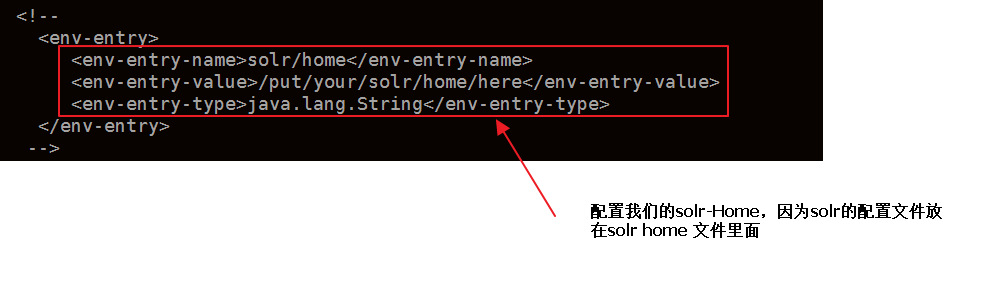 <!--
<env-entry>
<env-entry-name>solr/home</env-entry-name>
<env-entry-value>/put/your/solr/home/here</env-entry-value>
<env-entry-type>java.lang.String</env-entry-type>
</env-entry>
-->
配置我们的solr-Home，因为solr的配置文件放
在solr home 文件里面